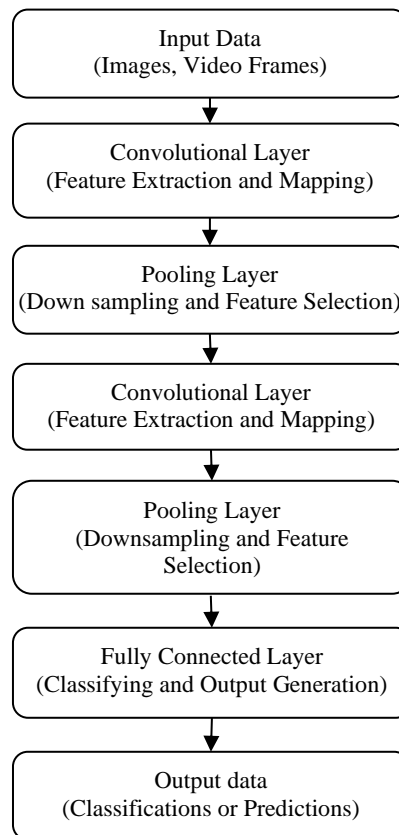 Input Data
(Images, Video Frames)
Convolutional Layer
(Feature Extraction and Mapping)
Pooling Layer
(Down sampling and Feature Selection)
Convolutional Layer
(Feature Extraction and Mapping)
Pooling Layer
(Downsampling and Feature
Selection)
Fully Connected Layer
(Classifying and Output Generation)
Output data
(Classifications or Predictions)